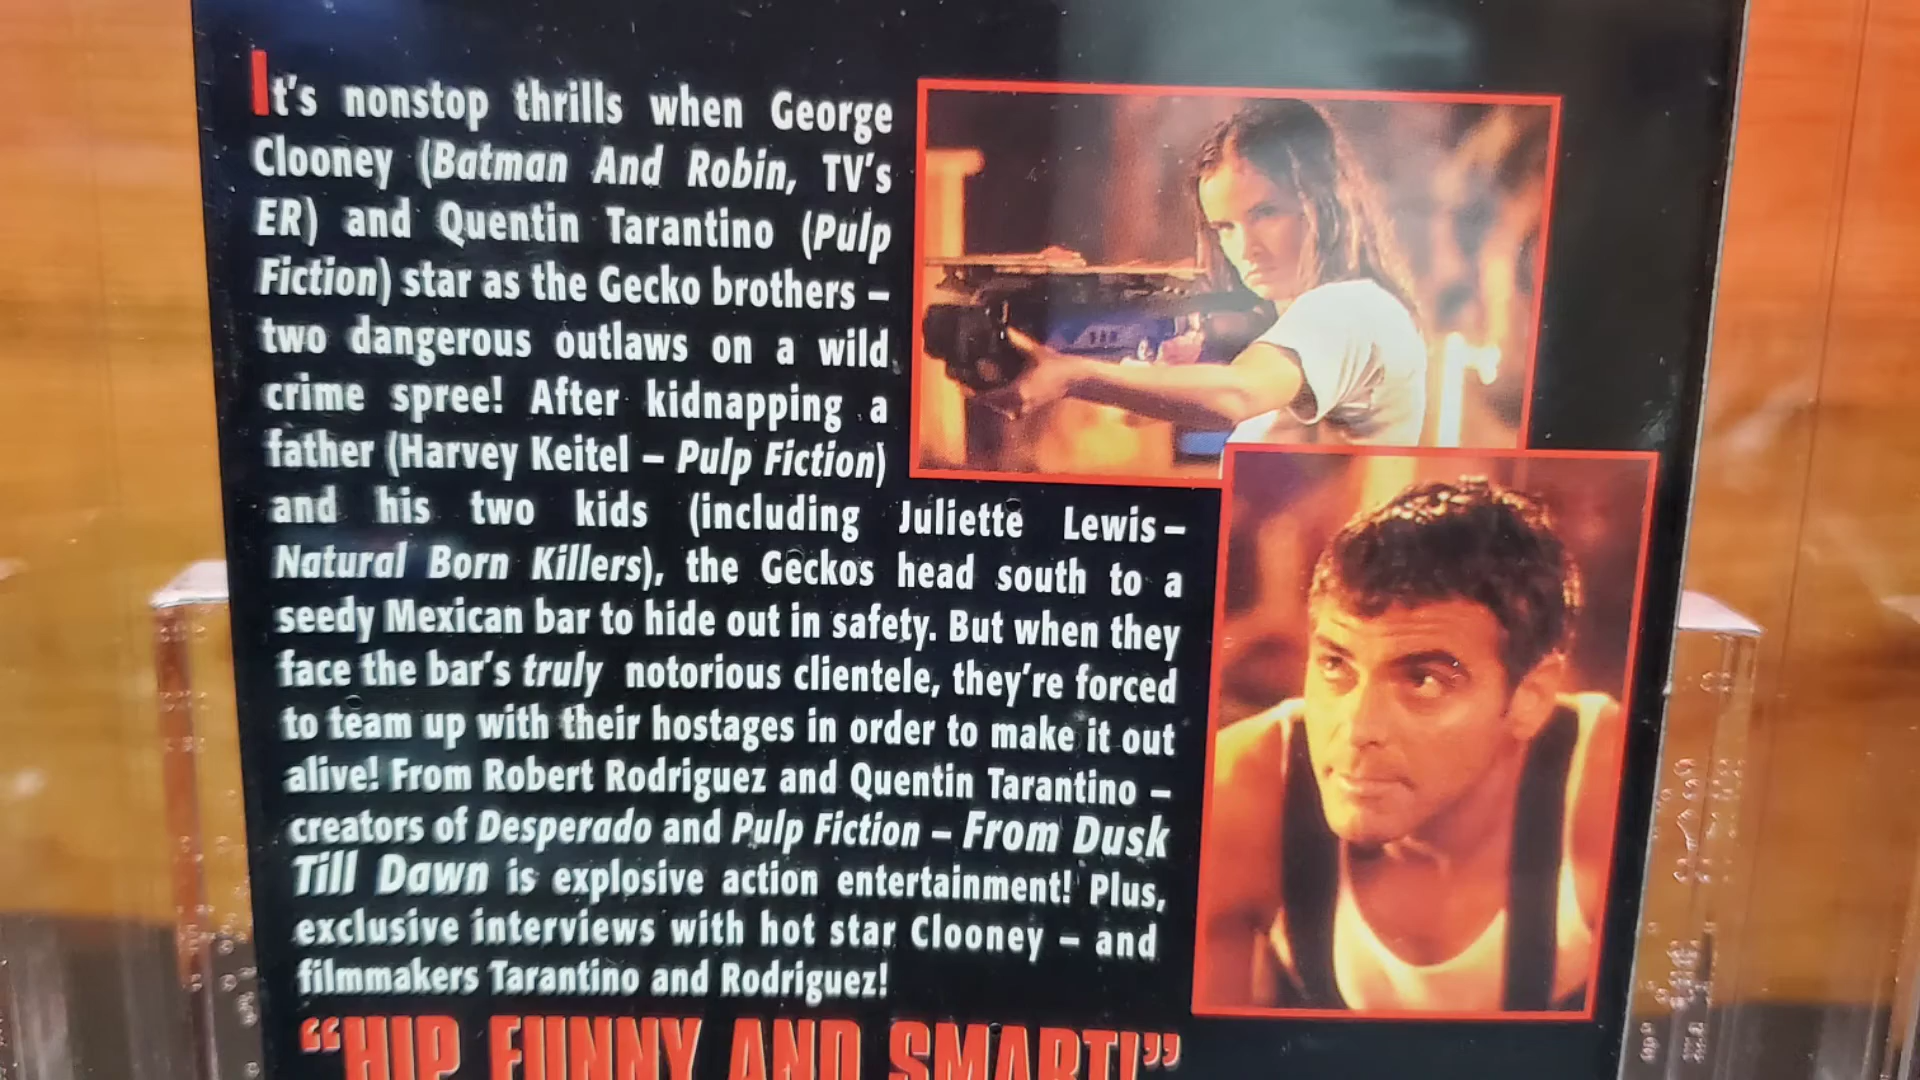 It's nonstop thrills when George
Clooney (Batman And Robin, TV's
ER) and Quentin Tarantino (Pulp
Fiction) star as the Gecko brothers –
two dangerous outlaws on a wild
crime spree! After kidnapping a
father (Harvey Keitel – Pulp Fiction)
and his two kids (including Juliette Lewis –
Natural Born Killers), the Geckos head south to a
seedy Mexican bar to hide out in safety. But when they
face the bar's truly notorious clientele, they're forced
to team up with their hostages in order to make it out
alive! From Robert Rodriguez and Quentin Tarantino –
creators of Desperado and Pulp Fiction – From Dusk
Till Dawn is explosive action entertainment! Plus,
exclusive interviews with hot star Clooney – and
filmmakers Tarantino and Rodriguez!
“HIP FUNNY AND SMART!”